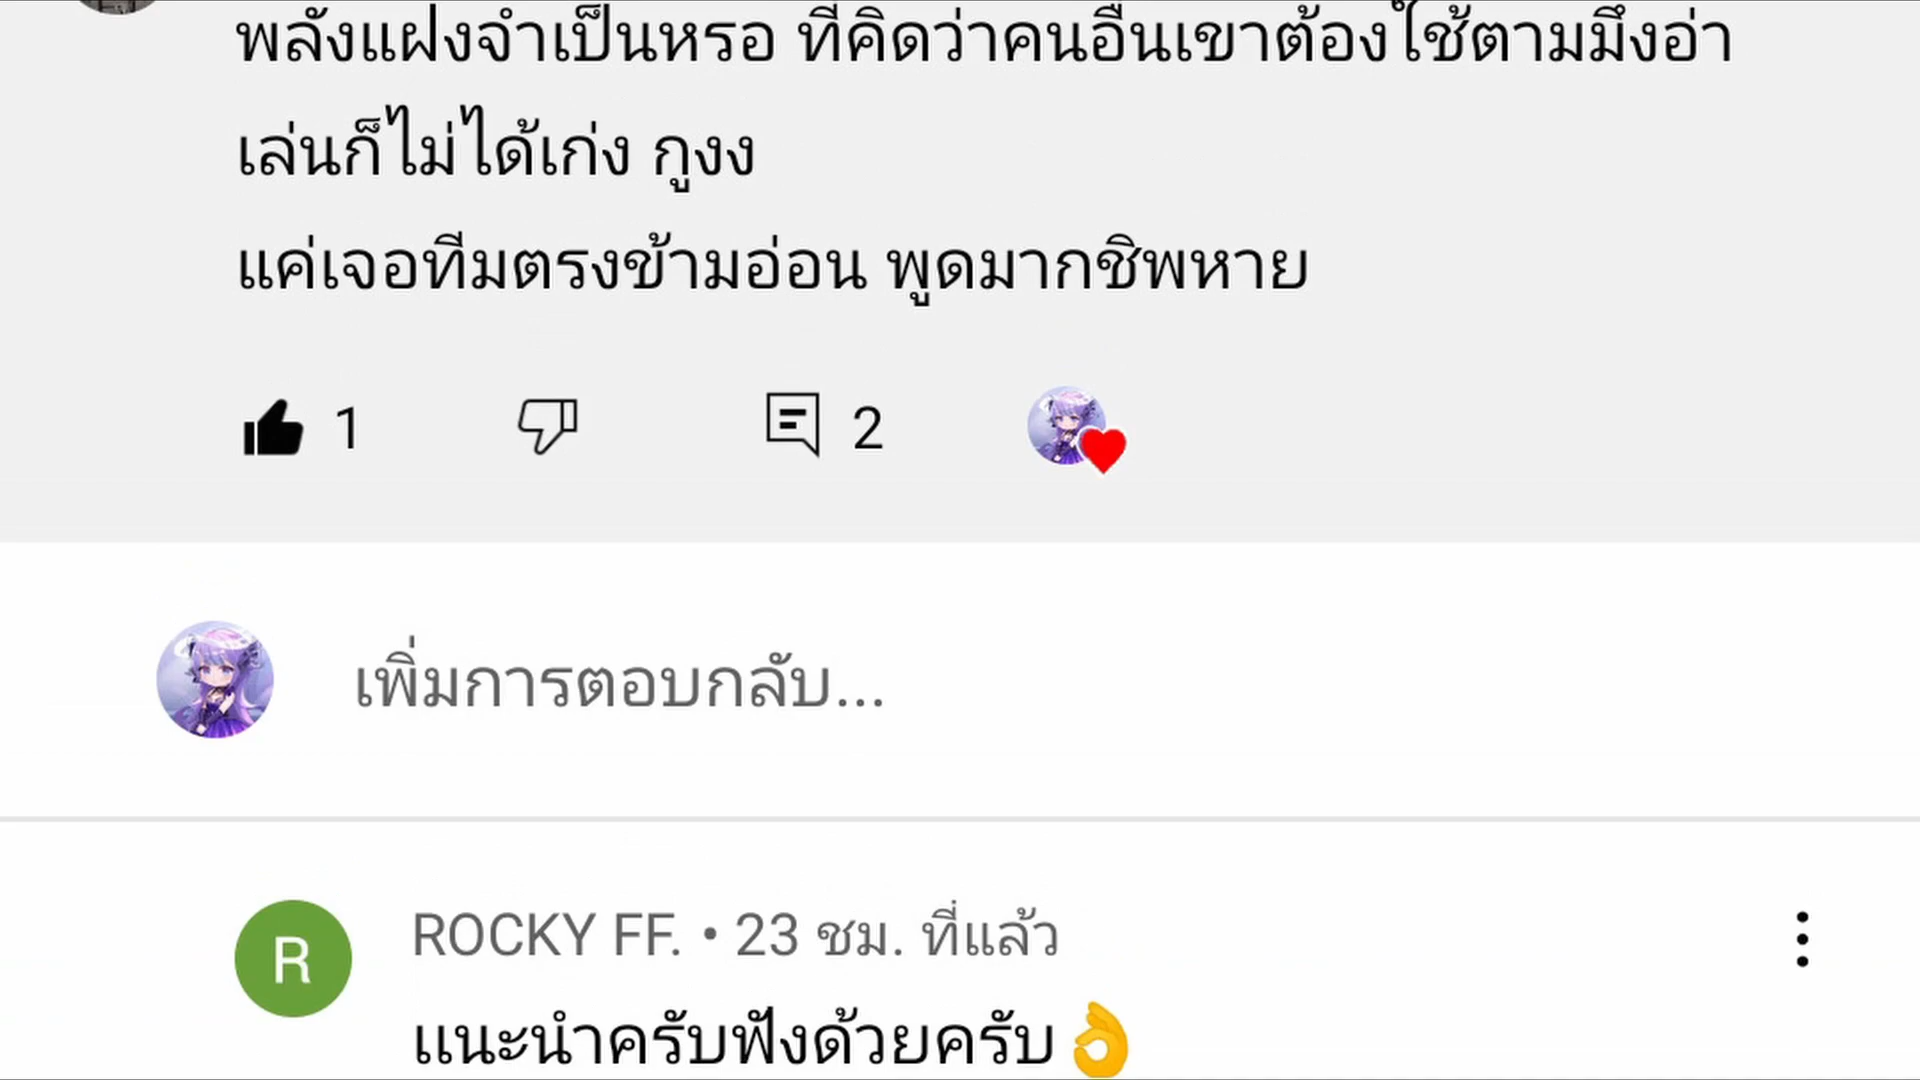 พลังแฝงจำเป็นหรอ ที่คิดว่าคนอื่นเขาต้องใช้ตามมึงอ่า
เล่นก็ไม่ได้เก่ง กูงง
แค่เจอทีมตรงข้ามอ่อน พูดมากชิพหาย
1 2
เพิ่มการตอบกลับ...
R
ROCKY FF. • 23 ชม. ที่แล้ว
แนะนำครับฟังด้วยครับ👌